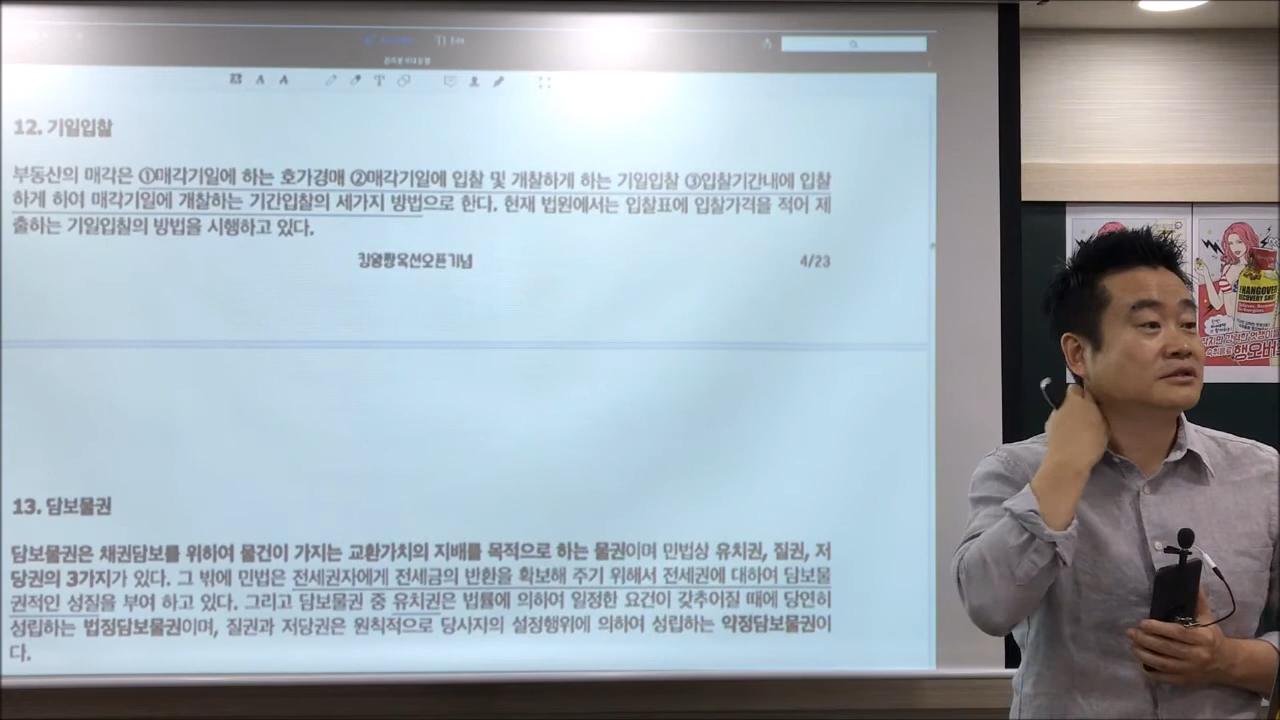 12. 기일입찰
부동산의 매각은 ①매각기일에 하는 호가경매 ②매각기일에 입찰 및 개찰하게 하는 기일입찰 ③입찰기간내에 입찰
하게 하여 매각기일에 개찰하는 기간입찰의 세가지 방법으로 한다. 현재 법원에서는 입찰표에 입찰가격을 적어 제
출하는 기일입찰의 방법을 시행하고 있다.
킹왕짱옥션오픈기념 4/23
13. 담보물권
담보물권은 채권담보를 위하여 물건이 가지는 교환가치의 지배를 목적으로 하는 물권이며 민법상 유치권, 질권, 저
당권의 3가지가 있다. 그 밖에 민법은 전세권자에게 전세금의 반환을 확보해 주기 위해서 전세권에 대하여 담보물
권적인 성질을 부여 하고 있다. 그리고 담보물권 중 유치권은 법률에 의하여 일정한 요건이 갖추어질 때에 당연히
성립하는 법정담보물권이며, 질권과 저당권은 원칙적으로 당사자의 설정행위에 의하여 성립하는 약정담보물권이
다.
HANGOVER
RECOVERY SHOT
행오버